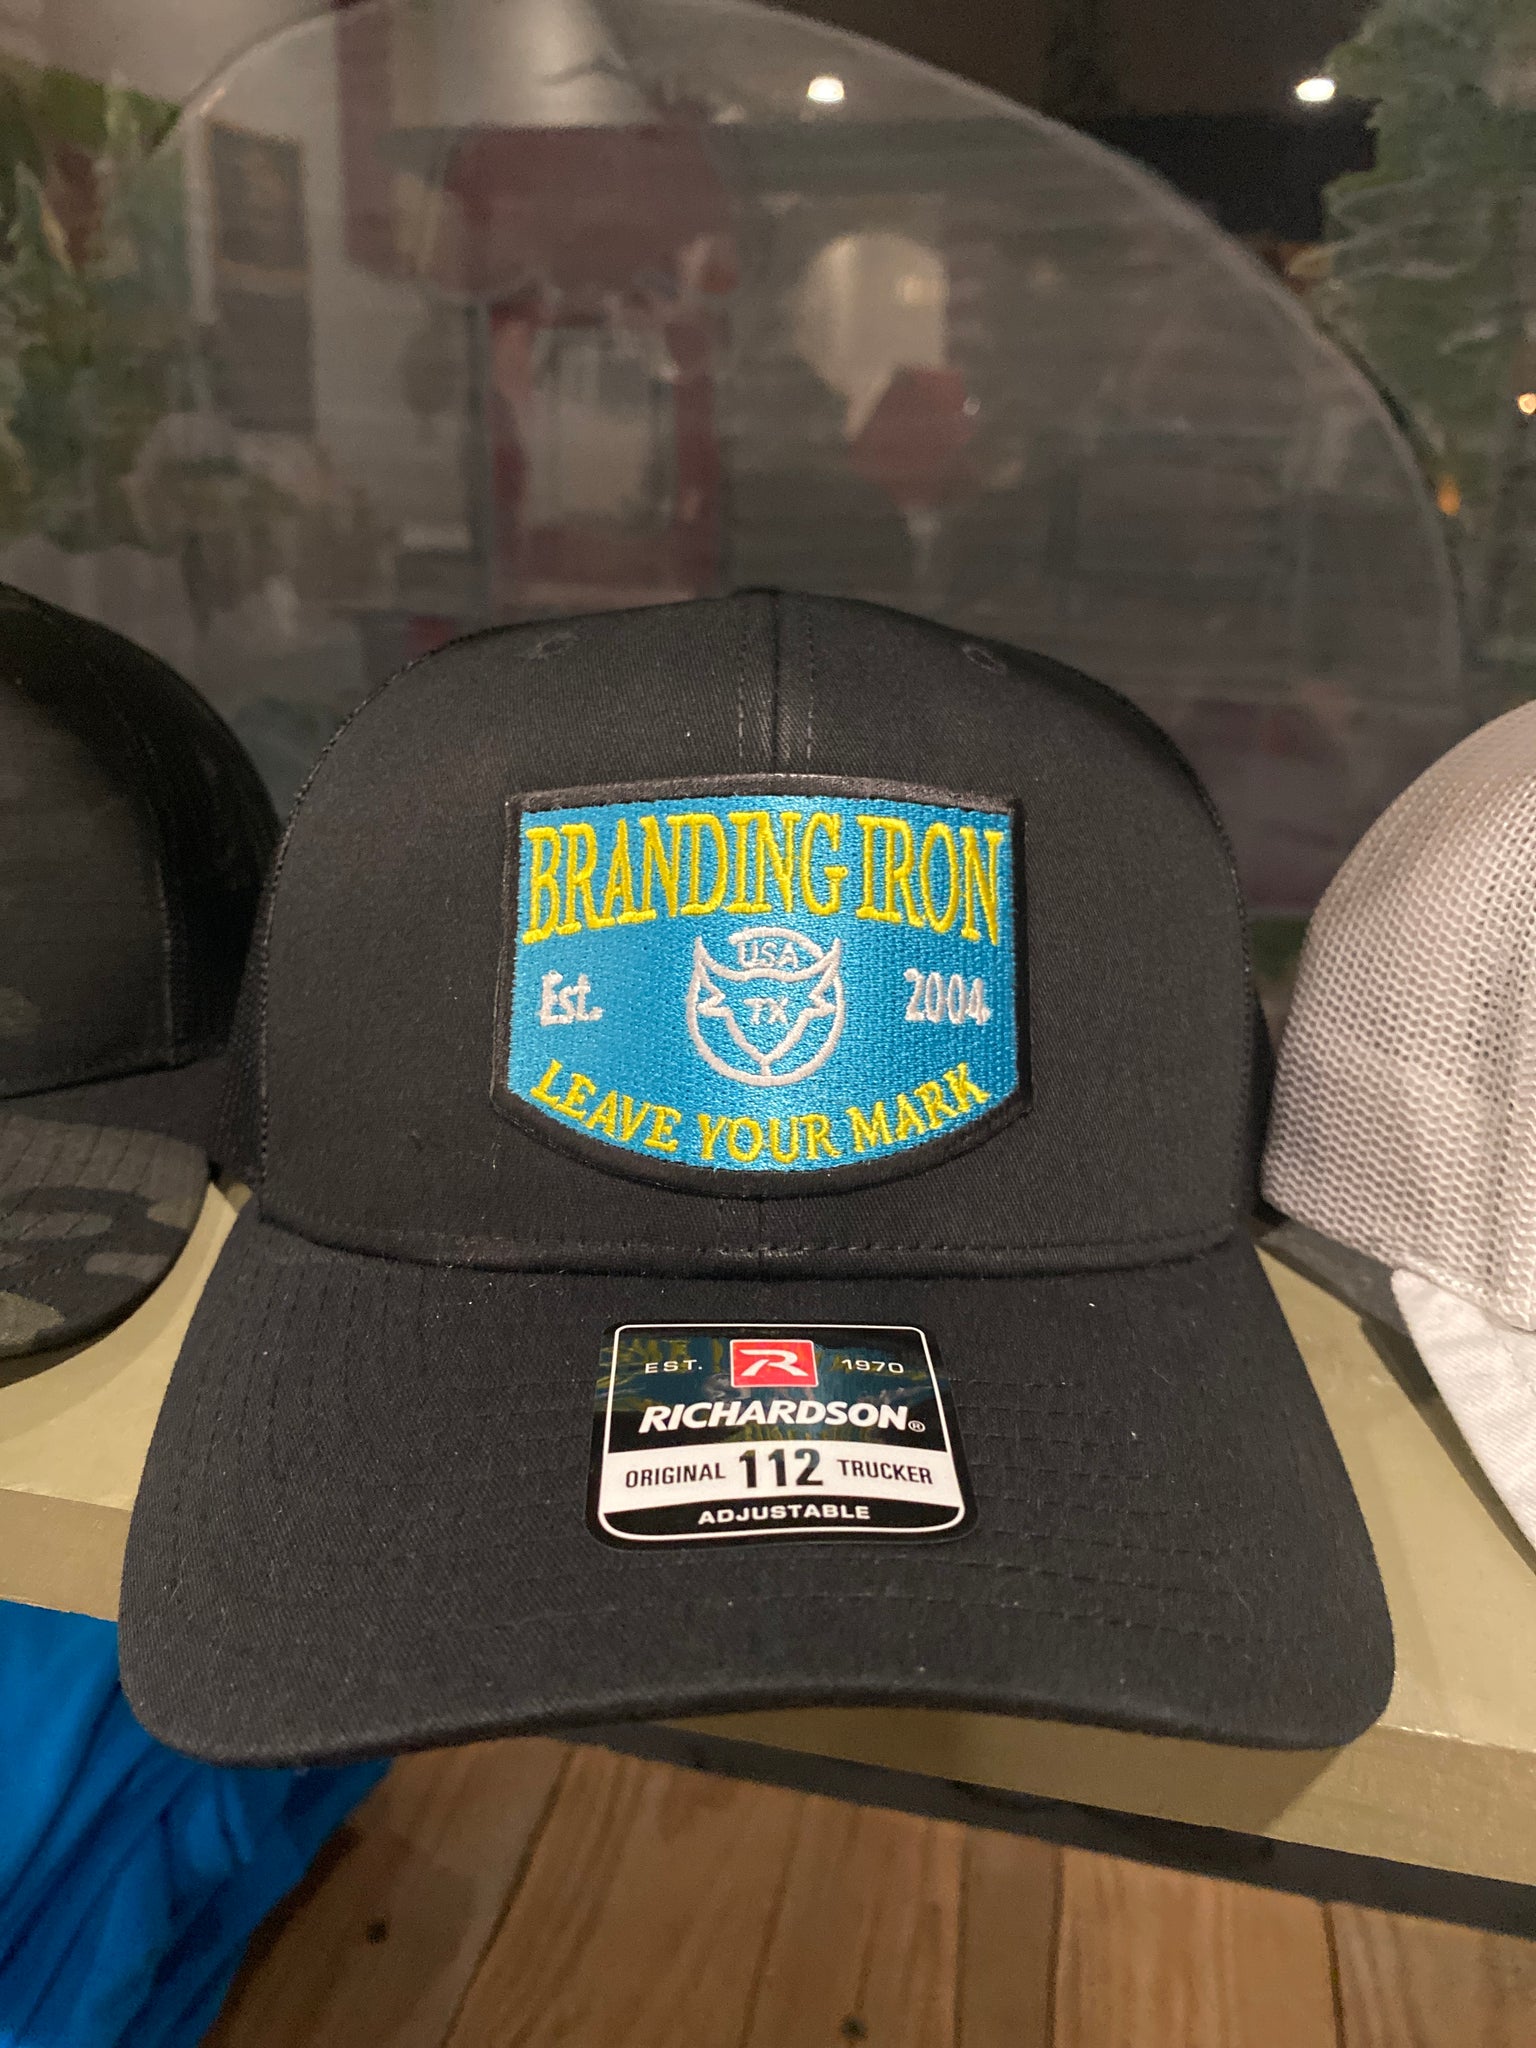 BRANDING IRON
USA
Est. TX 2004
LEAVE YOUR MARK
EST. R 1970
RICHARDSON®
ORIGINAL 112 TRUCKER
ADJUSTABLE